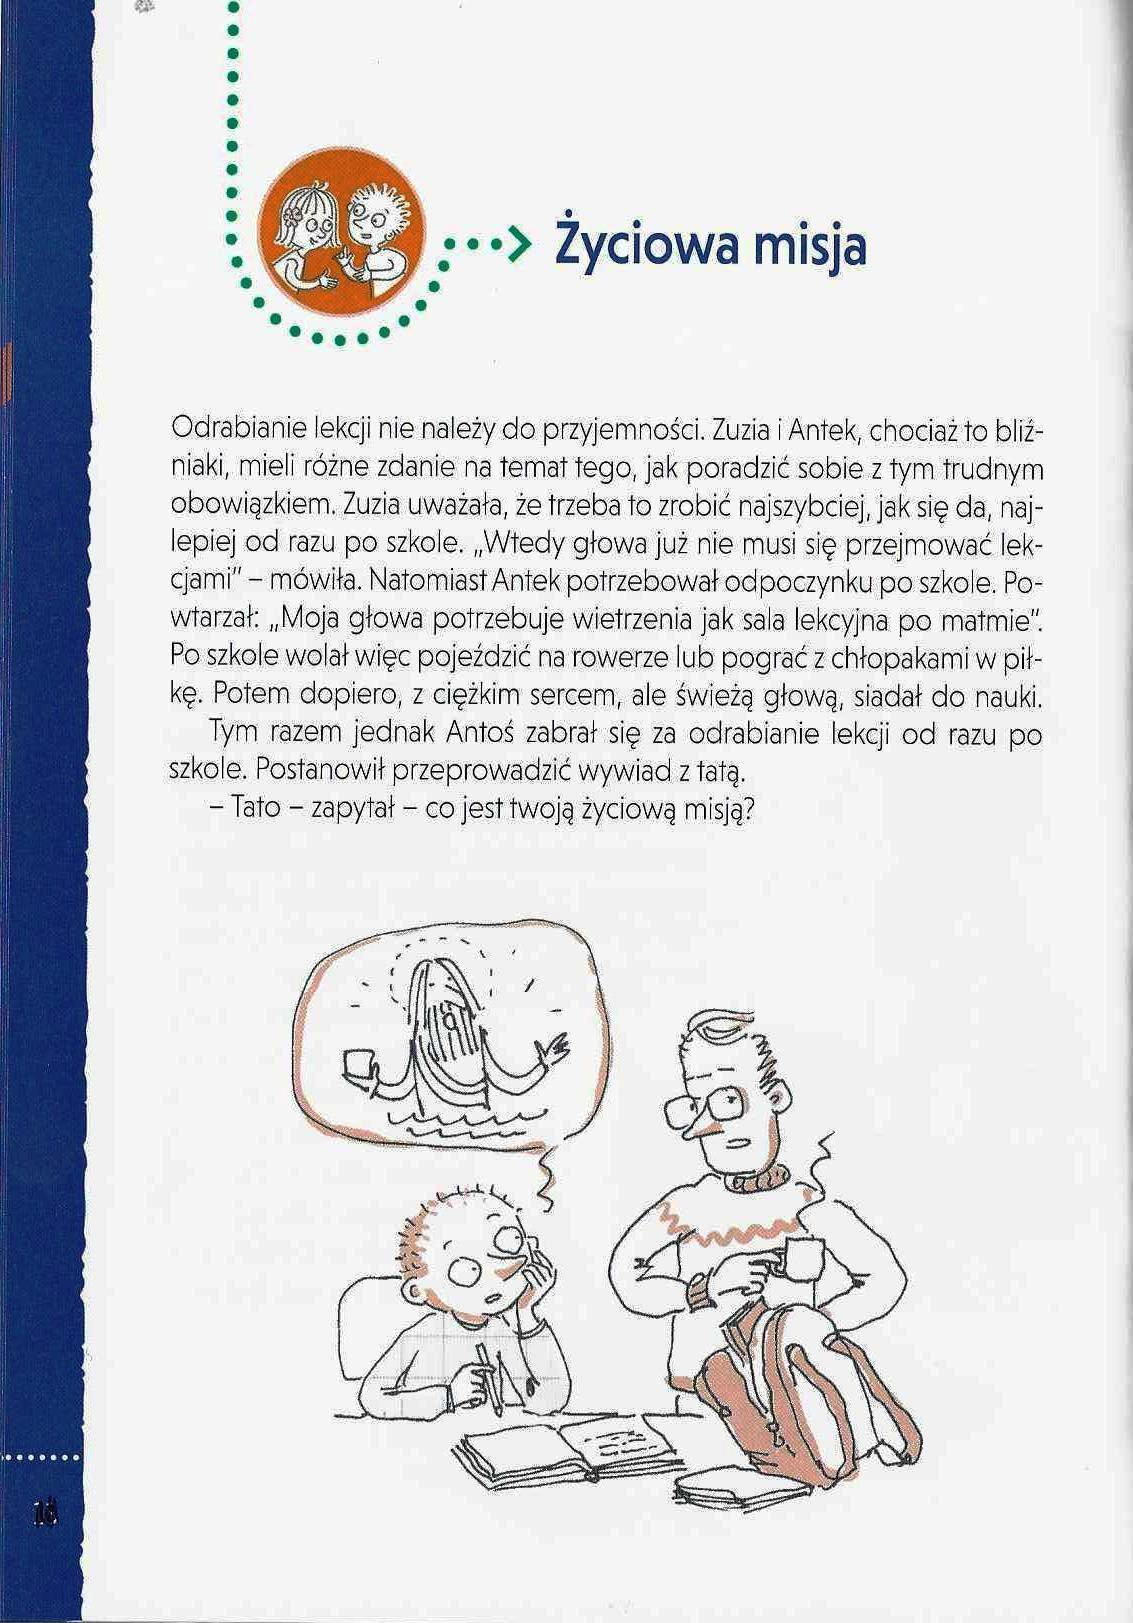 Życiowa misja
Odrabianie lekcji nie należy do przyjemności. Zuzia i Antek, chociaż to bliź-
niaki, mieli różne zdanie na temat tego, jak poradzić sobie z tym trudnym
obowiązkiem. Zuzia uważała, że trzeba to zrobić najszybciej, jak się da, naj-
lepiej od razu po szkole. „Wtedy głowa już nie musi się przejmować lek-
cjami" – mówiła. Natomiast Antek potrzebował odpoczynku po szkole. Po-
wtarzał: „Moja głowa potrzebuje wietrzenia jak sala lekcyjna po matmie".
Po szkole wolał więc pojeździć na rowerze lub pograć z chłopakami w pił-
kę. Potem dopiero, z ciężkim sercem, ale świeżą głową, siadał do nauki.
Tym razem jednak Antoś zabrał się za odrabianie lekcji od razu po
szkole. Postanowił przeprowadzić wywiad z tatą.
– Tato – zapytał – co jest twoją życiową misją?